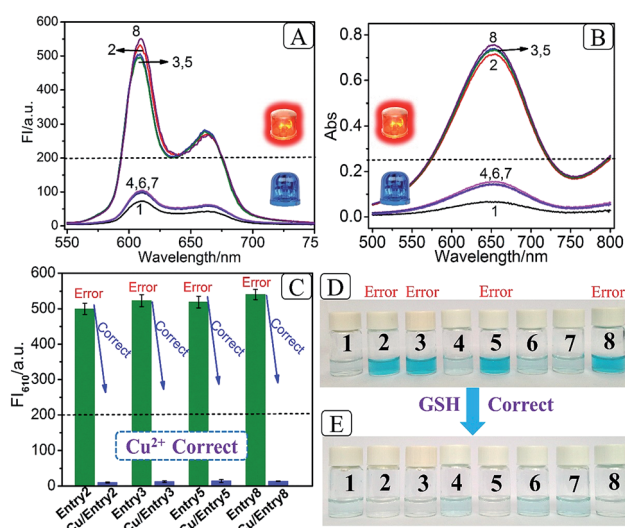 A
600
500
400
300
200
100
0
FI/a.u.
8
2
3,5
4,6,7
1
550 600 650 700 75
Wavelength/nm
B
0.8
0.6
0.4
0.2
0.0
Abs
8
3,5
2
4,6,7
1
500 550 600 650 700 750 800
Wavelength/nm
C
600
500
400
300
200
100
0
FI610/a.u.
Error Error Error Error
Correct Correct Correct Correct
Cu²⁺ Correct
Entry2 Cu/Entry2 Entry3 Cu/Entry3 Entry5 Cu/Entry5 Entry8 Cu/Entry8
D
Error Error Error Error
1 2 3 4 5 6 7 8
GSH Correct
E
1 2 3 4 5 6 7 8